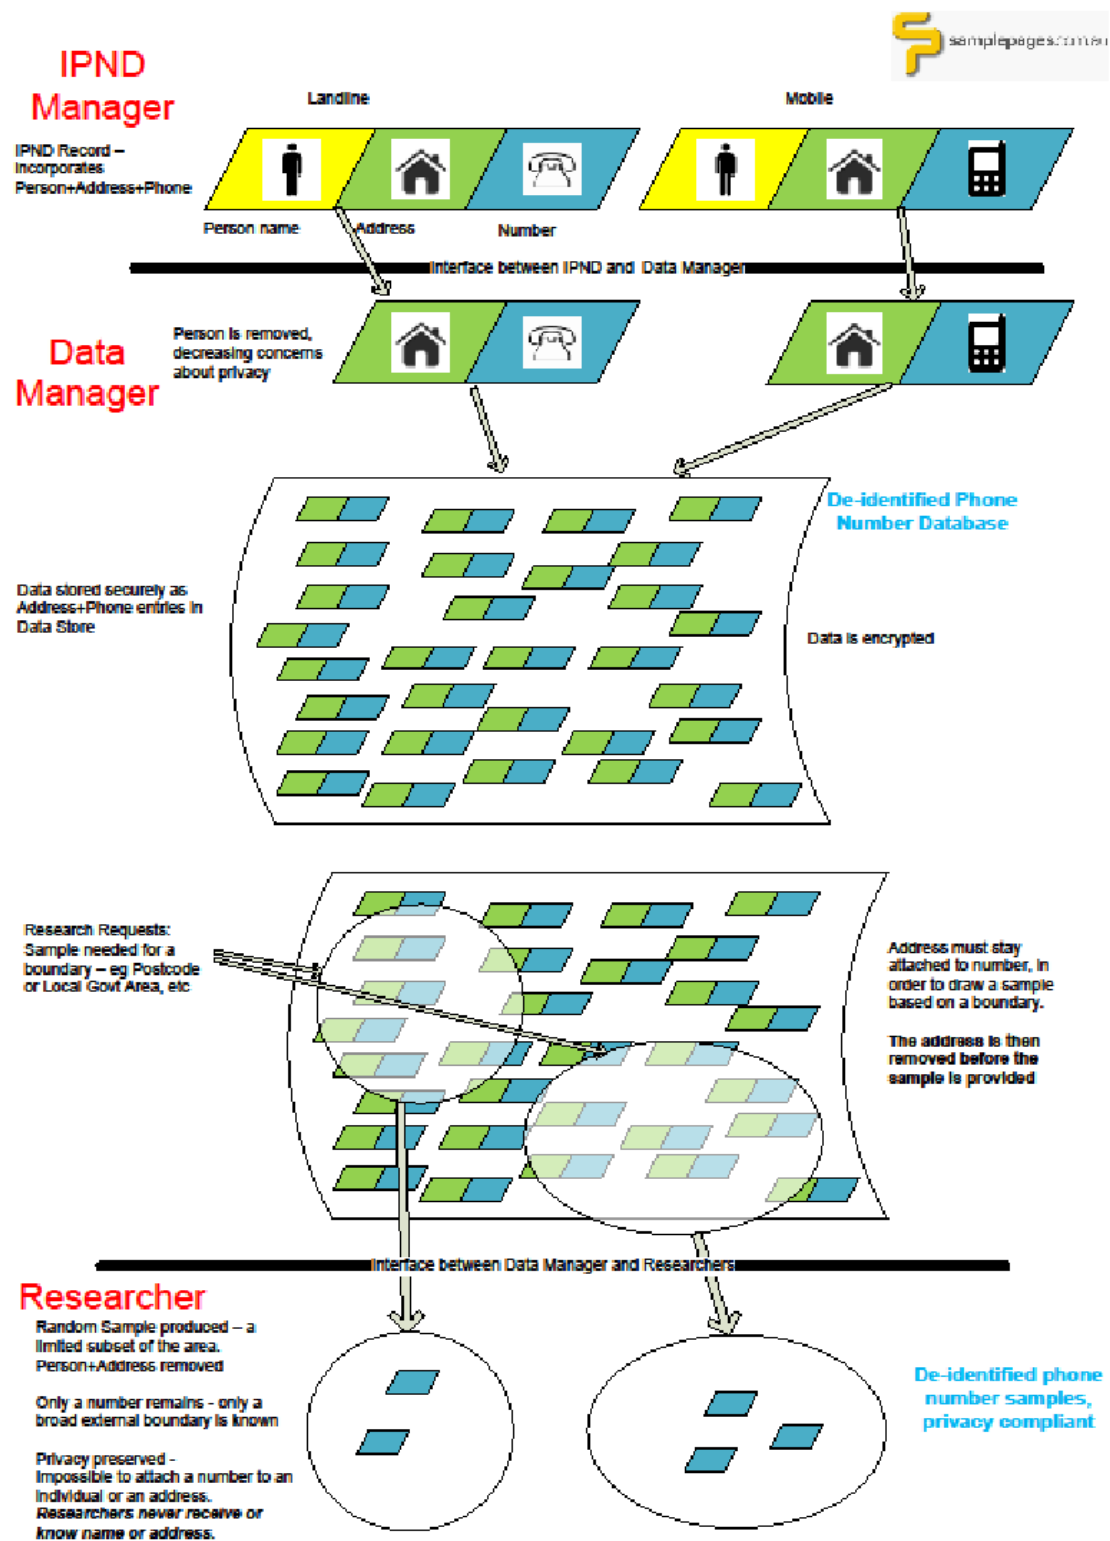 samplepages.com.au
IPND
Manager
Landline
Mobile
IPND Record –
Incorporates
Person+Address+Phone
Person name
Address
Number
Interface between IPND and Data Manager
Data
Manager
Person is removed,
decreasing concerns
about privacy
De-identified Phone
Number Database
Data stored securely as
Address+Phone entries in
Data Store
Data is encrypted
Research Requests:
Sample needed for a
boundary – eg Postcode
or Local Govt Area, etc
Address must stay
attached to number, in
order to draw a sample
based on a boundary.
The address is then
removed before the
sample is provided
Interface between Data Manager and Researchers
Researcher
Random Sample produced – a
limited subset of the area.
Person+Address removed
Only a number remains - only a
broad external boundary is known
Privacy preserved -
Impossible to attach a number to an
individual or an address.
Researchers never receive or
know name or address.
De-identified phone
number samples,
privacy compliant